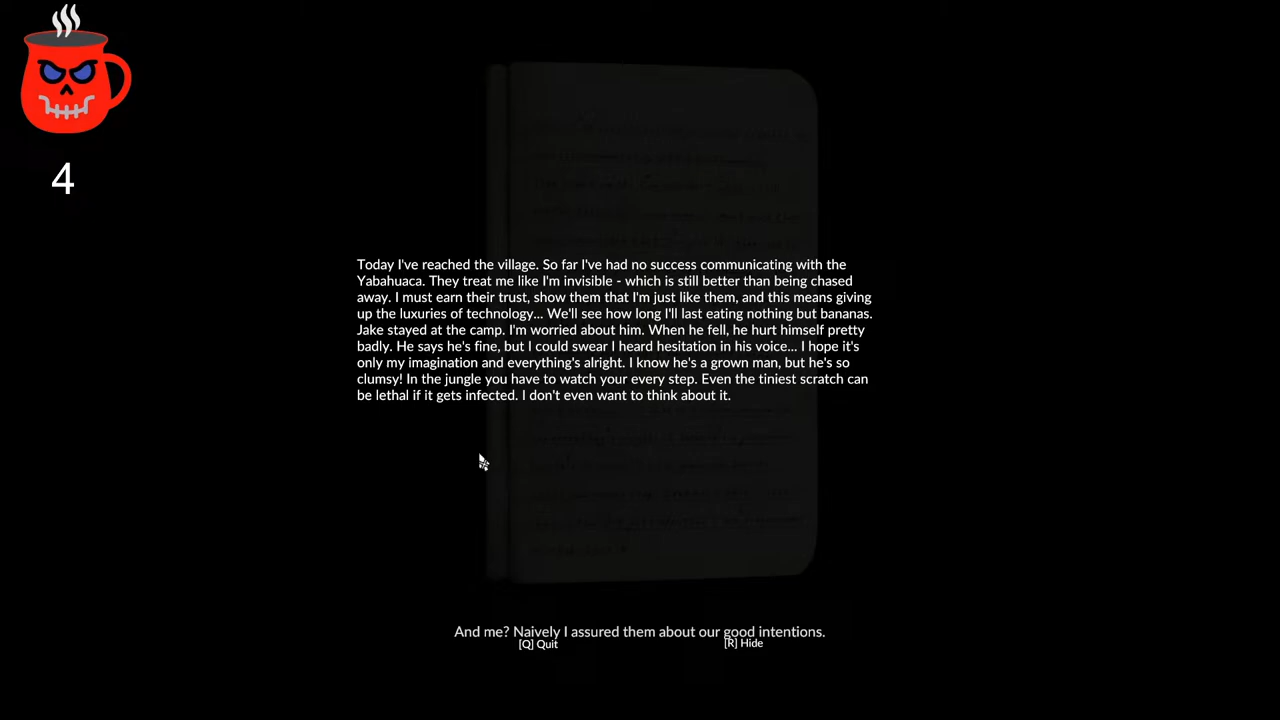 4
Today I've reached the village. So far I've had no success communicating with the
Yabahuaca. They treat me like I'm invisible - which is still better than being chased
away. I must earn their trust, show them that I'm just like them, and this means giving
up the luxuries of technology... We'll see how long I'll last eating nothing but bananas.
Jake stayed at the camp. I'm worried about him. When he fell, he hurt himself pretty
badly. He says he's fine, but I could swear I heard hesitation in his voice... I hope it's
only my imagination and everything's alright. I know he's a grown man, but he's so
clumsy! In the jungle you have to watch your every step. Even the tiniest scratch can
be lethal if it gets infected. I don't even want to think about it.
And me? Naively I assured them about our good intentions.
[Q] Quit [R] Hide